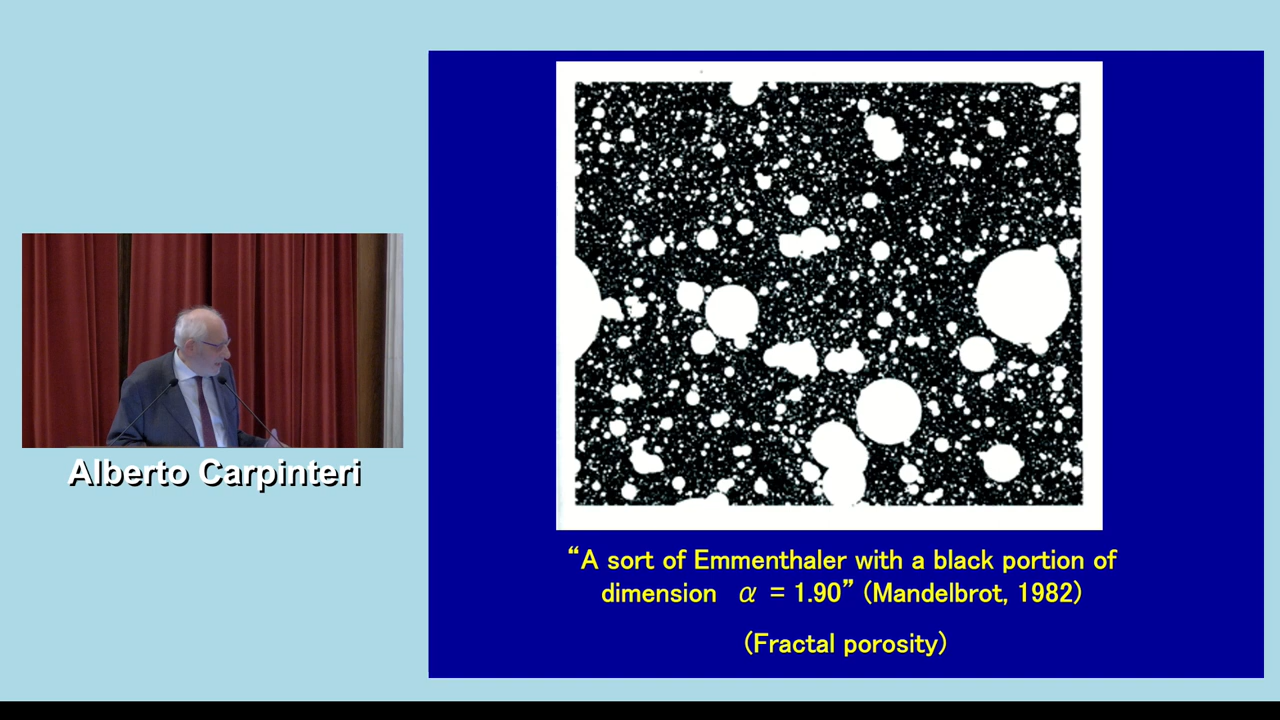 Alberto Carpinteri
“A sort of Emmenthaler with a black portion of
dimension α = 1.90” (Mandelbrot, 1982)
(Fractal porosity)